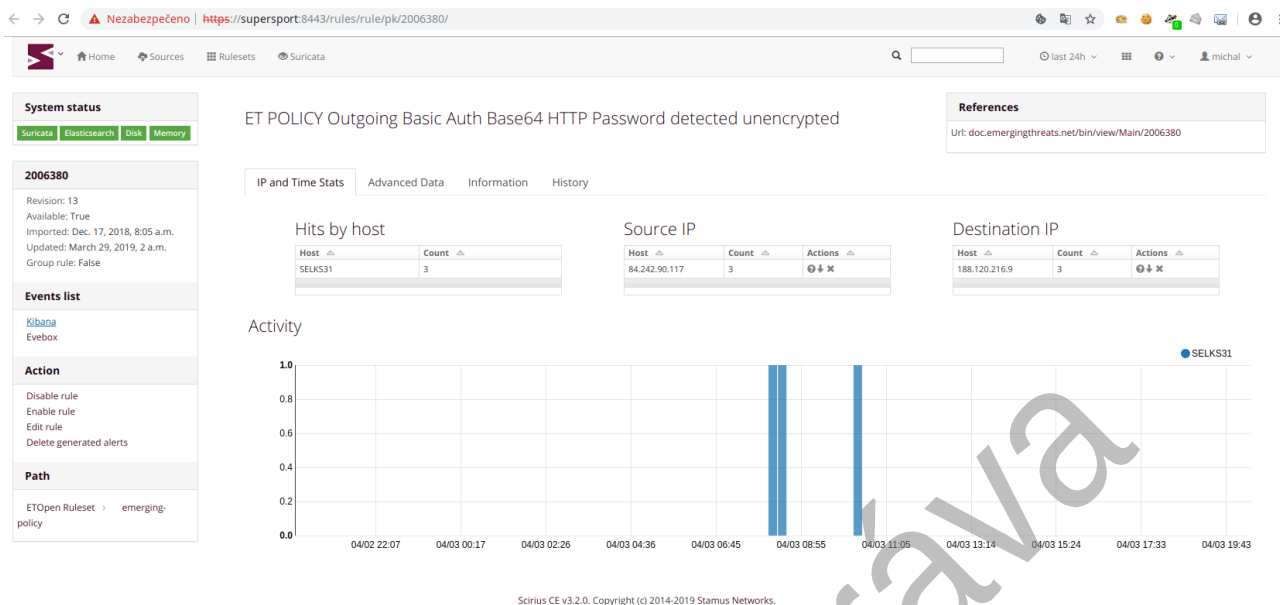 Nezabezpečeno | https://supersport:8443/rules/rule/pk/2006380/
0
Home Sources Rulesets Suricata last 24h michal
System status
Suricata Elasticsearch Disk Memory
2006380
Revision: 13
Available: True
Imported: Dec. 17, 2018, 8:05 a.m.
Updated: March 29, 2019, 2 a.m.
Group rule: False
Events list
Kibana
Evebox
Action
Disable rule
Enable rule
Edit rule
Delete generated alerts
Path
ETOpen Ruleset > emerging-
policy
ET POLICY Outgoing Basic Auth Base64 HTTP Password detected unencrypted
References
Url: doc.emergingthreats.net/bin/view/Main/2006380
IP and Time Stats Advanced Data Information History
Hits by host
Host Count
SELKS31 3
Source IP
Host Count Actions
84.242.90.117 3
Destination IP
Host Count Actions
188.120.216.9 3
Activity
SELKS31
1.0
0.8
0.6
0.4
0.2
0.0
04/02 22:07 04/03 00:17 04/03 02:26 04/03 04:36 04/03 06:45 04/03 08:55 04/03 11:05 04/03 13:14 04/03 15:24 04/03 17:33 04/03 19:43
Scirius CE v3.2.0. Copyright (c) 2014-2019 Stamus Networks.